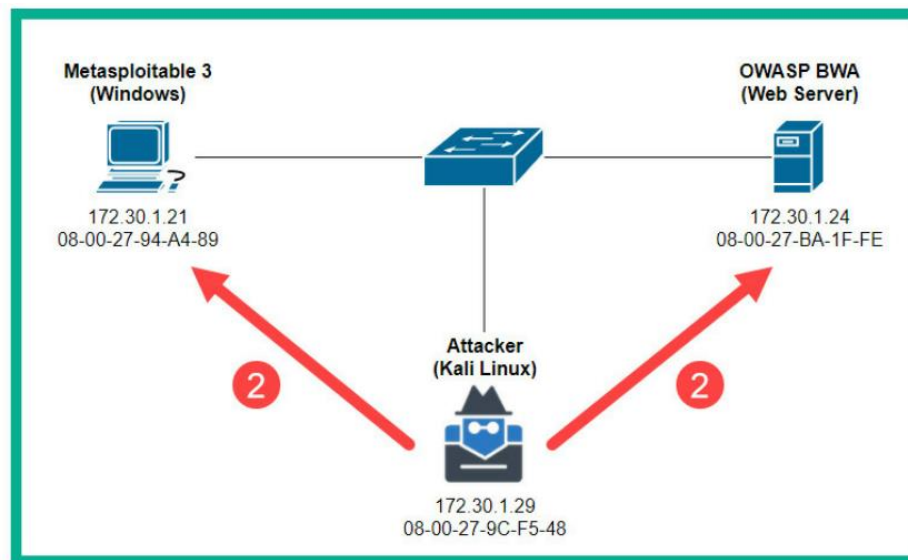 Metasploitable 3
(Windows)
172.30.1.21
08-00-27-94-A4-89
OWASP BWA
(Web Server)
172.30.1.24
08-00-27-BA-1F-FE
2
2
Attacker
(Kali Linux)
172.30.1.29
08-00-27-9C-F5-48